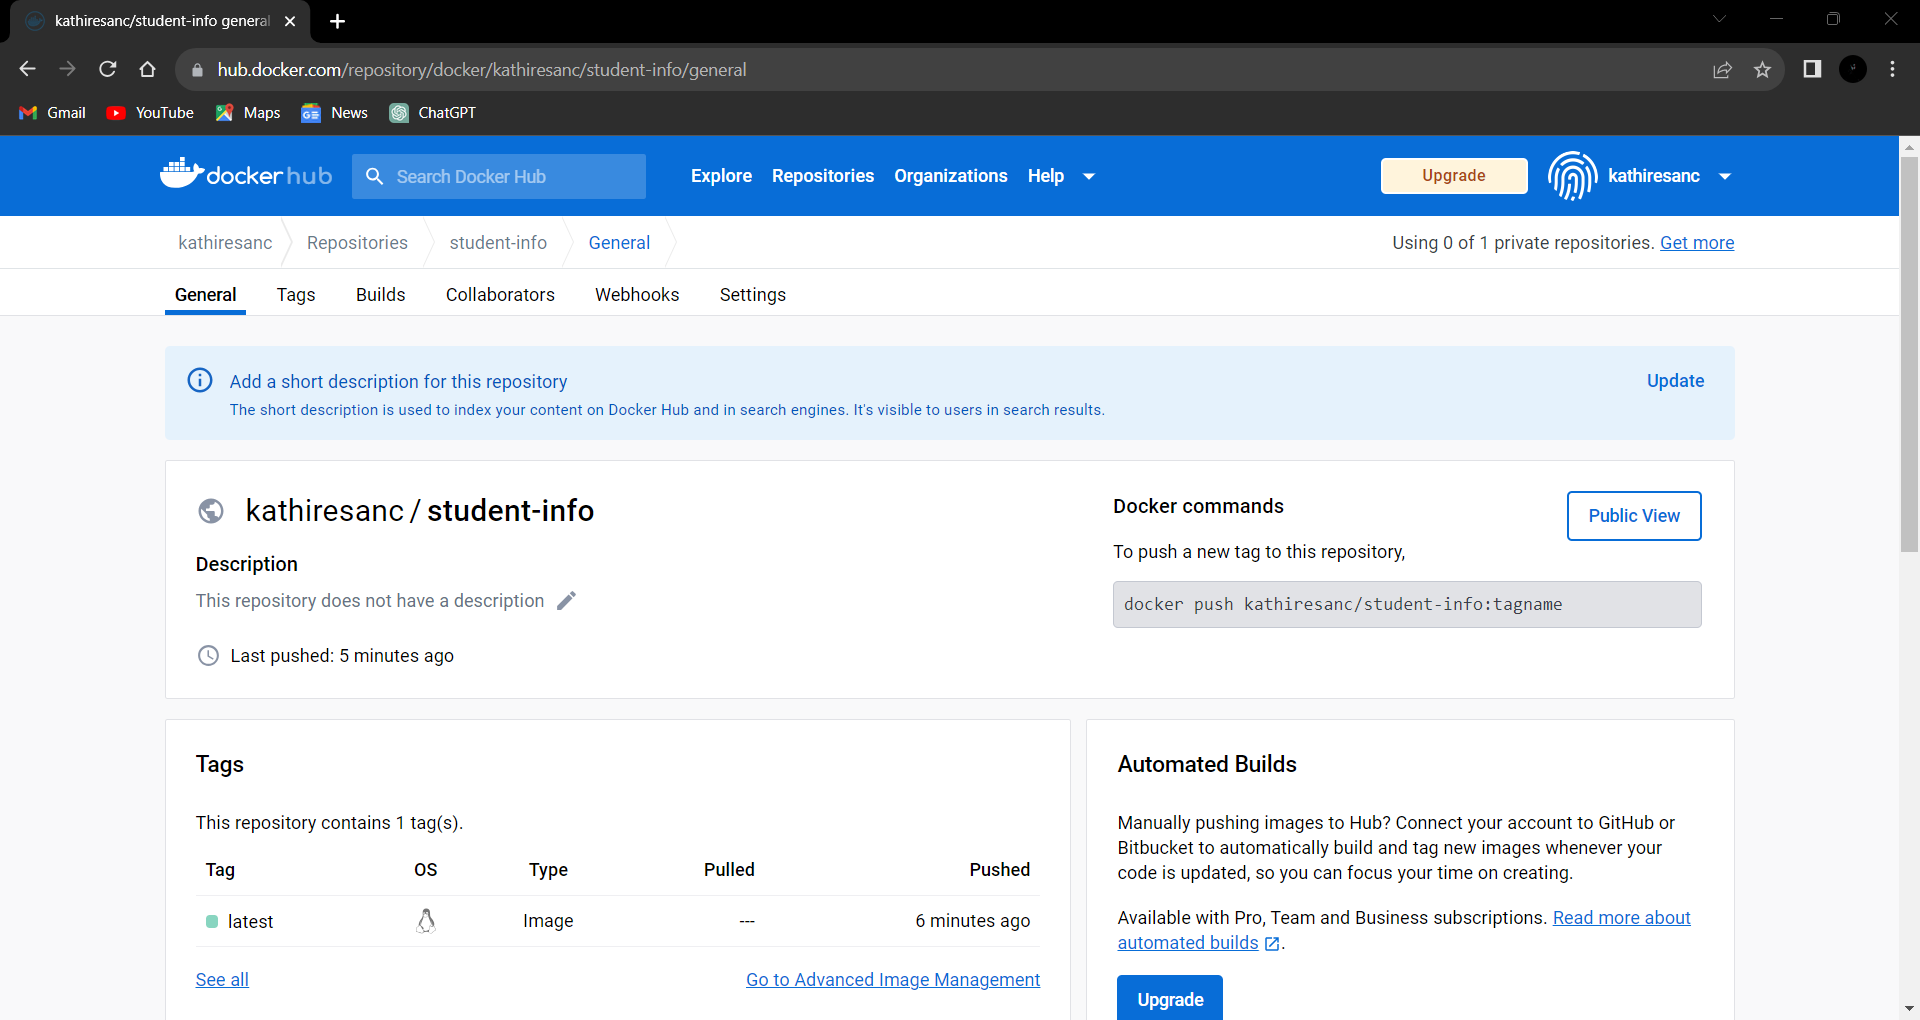 kathiresanc/student-info general
hub.docker.com/repository/docker/kathiresanc/student-info/general
Gmail YouTube Maps News ChatGPT
docker hub Search Docker Hub Explore Repositories Organizations Help Upgrade kathiresanc
kathiresanc Repositories student-info General Using 0 of 1 private repositories. Get more
General Tags Builds Collaborators Webhooks Settings
Add a short description for this repository Update
The short description is used to index your content on Docker Hub and in search engines. It's visible to users in search results.
kathiresanc / student-info
Description
This repository does not have a description
Last pushed: 5 minutes ago
Docker commands
Public View
To push a new tag to this repository,
docker push kathiresanc/student-info:tagname
Tags
This repository contains 1 tag(s).
Tag OS Type Pulled Pushed
latest Image --- 6 minutes ago
See all Go to Advanced Image Management
Automated Builds
Manually pushing images to Hub? Connect your account to GitHub or
Bitbucket to automatically build and tag new images whenever your
code is updated, so you can focus your time on creating.
Available with Pro, Team and Business subscriptions. Read more about
automated builds .
Upgrade